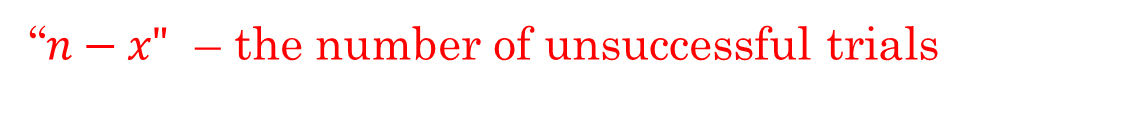 “n − x" – the number of unsuccessful trials